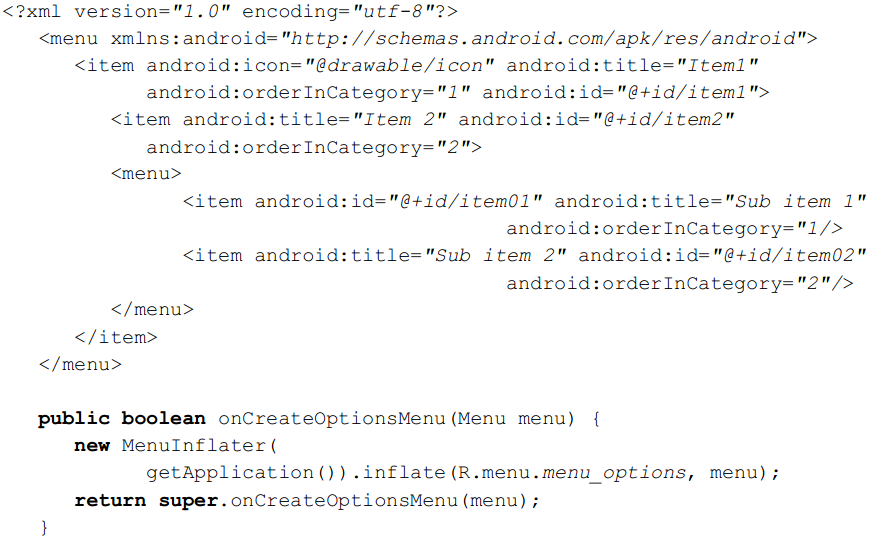 <?xml version="1.0" encoding="utf-8"?>
<menu xmlns:android="http://schemas.android.com/apk/res/android">
<item android:icon="@drawable/icon" android:title="Item1"
android:orderInCategory="1" android:id="@+id/item1">
<item android:title="Item 2" android:id="@+id/item2"
android:orderInCategory="2">
<menu>
<item android:id="@+id/item01" android:title="Sub item 1"
android:orderInCategory="1/>
<item android:title="Sub item 2" android:id="@+id/item02"
android:orderInCategory="2"/>
</menu>
</item>
</menu>
public boolean onCreateOptionsMenu(Menu menu) {
new MenuInflater(
getApplication()).inflate(R.menu.menu_options, menu);
return super.onCreateOptionsMenu(menu);
}